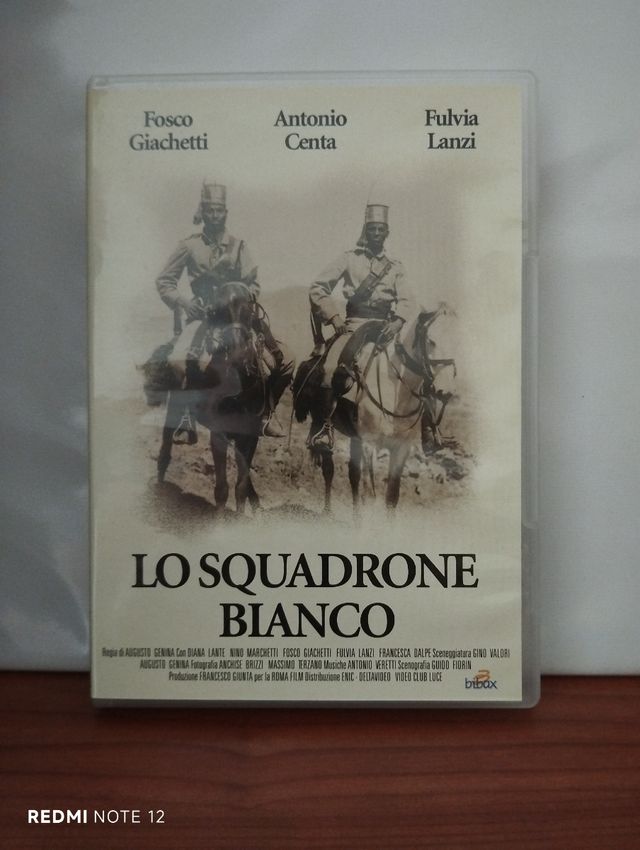 Fosco Giachetti
Antonio Centa
Fulvia Lanzi
LO SQUADRONE
BIANCO
Regia di AUGUSTO GENINA Con DIANA LANTE NINO MARCHETTI FOSCO GIACHETTI FULVIA LANZI FRANCESCA DALPE Sceneggiatura GINO VALORI
AUGUSTO GENINA Fotografia ANCHISE BRIZZI MASSIMO TERZANO Musiche ANTONIO VERETTI Scenografia GUIDO FIORIN
Produzione FRANCESCO GIUNTA per la ROMA FILM Distribuzione ENIC - DELTAVIDEO VIDEO CLUB LUCE
bibax
REDMI NOTE 12